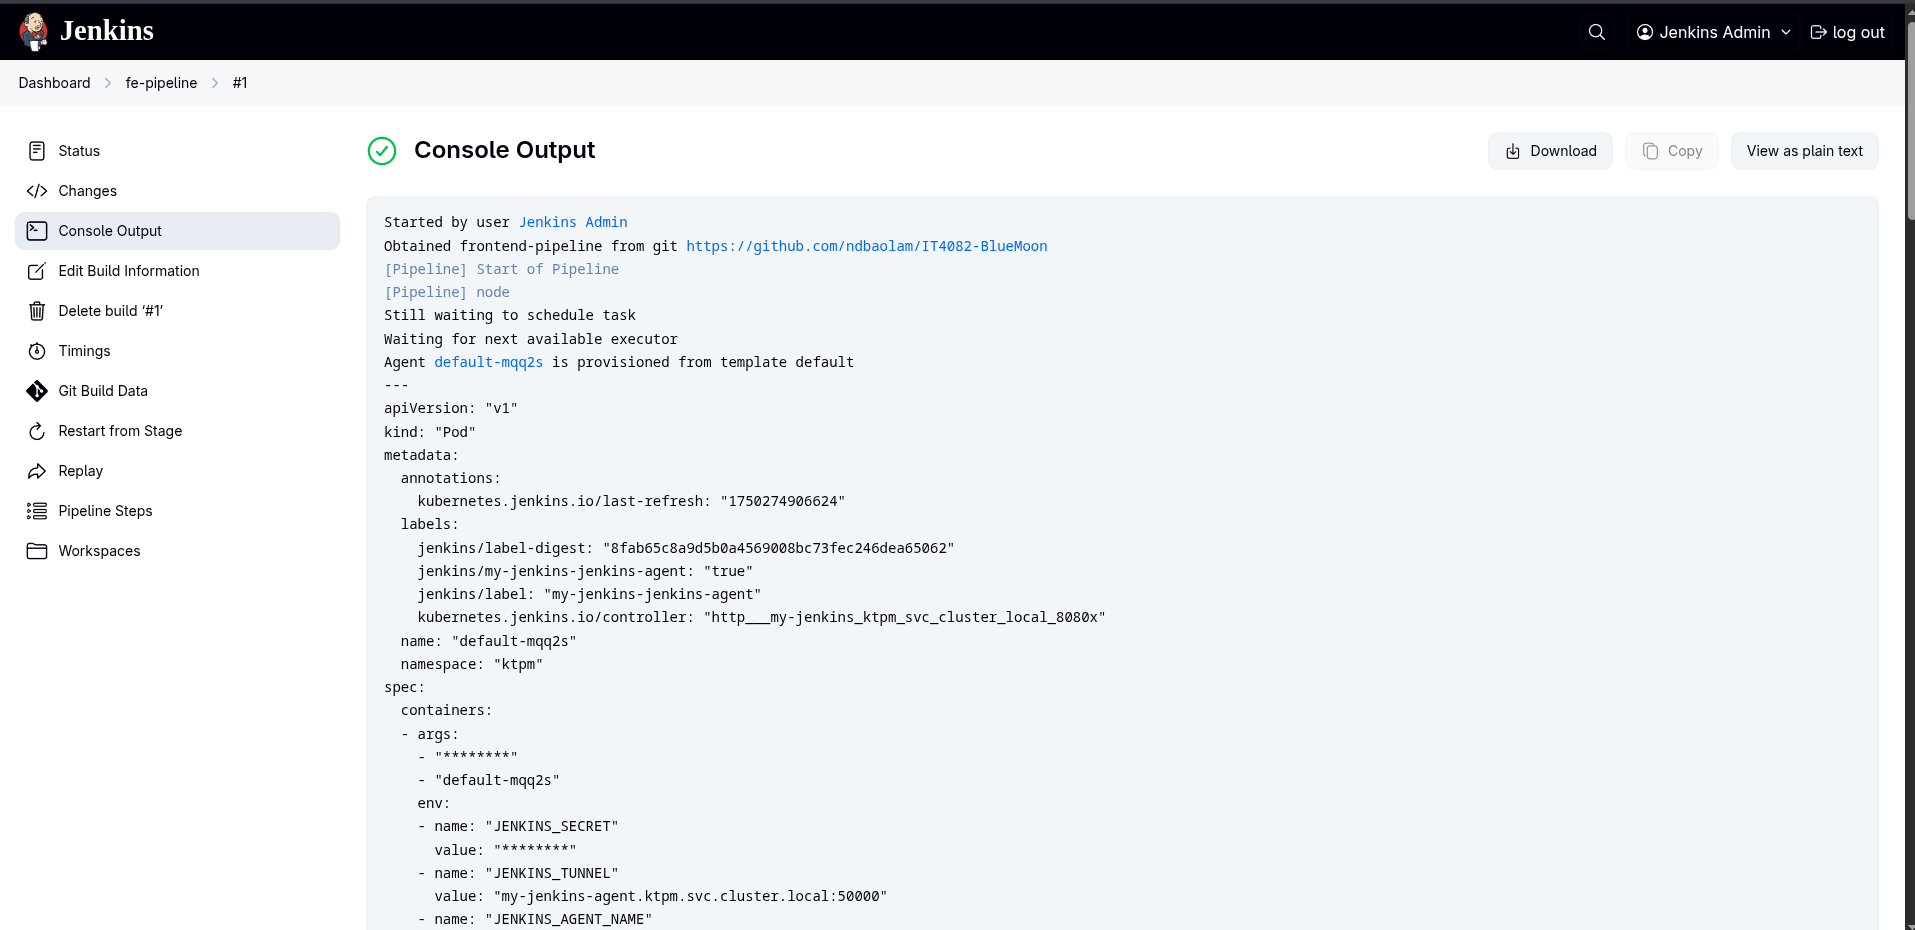 Jenkins
Jenkins Admin
log out
Dashboard
fe-pipeline
#1
Status
Changes
Console Output
Edit Build Information
Delete build ‘#1’
Timings
Git Build Data
Restart from Stage
Replay
Pipeline Steps
Workspaces
Console Output
Download
Copy
View as plain text
Started by user Jenkins Admin
Obtained frontend-pipeline from git https://github.com/ndbaolam/IT4082-BlueMoon
[Pipeline] Start of Pipeline
[Pipeline] node
Still waiting to schedule task
Waiting for next available executor
Agent default-mqq2s is provisioned from template default
---
apiVersion: "v1"
kind: "Pod"
metadata:
  annotations:
    kubernetes.jenkins.io/last-refresh: "1750274906624"
  labels:
    jenkins/label-digest: "8fab65c8a9d5b0a4569008bc73fec246dea65062"
    jenkins/my-jenkins-jenkins-agent: "true"
    jenkins/label: "my-jenkins-jenkins-agent"
    kubernetes.jenkins.io/controller: "http___my-jenkins_ktpm_svc_cluster_local_8080x"
  name: "default-mqq2s"
  namespace: "ktpm"
spec:
  containers:
  - args:
    - "********"
    - "default-mqq2s"
    env:
    - name: "JENKINS_SECRET"
      value: "********"
    - name: "JENKINS_TUNNEL"
      value: "my-jenkins-agent.ktpm.svc.cluster.local:50000"
    - name: "JENKINS_AGENT_NAME"